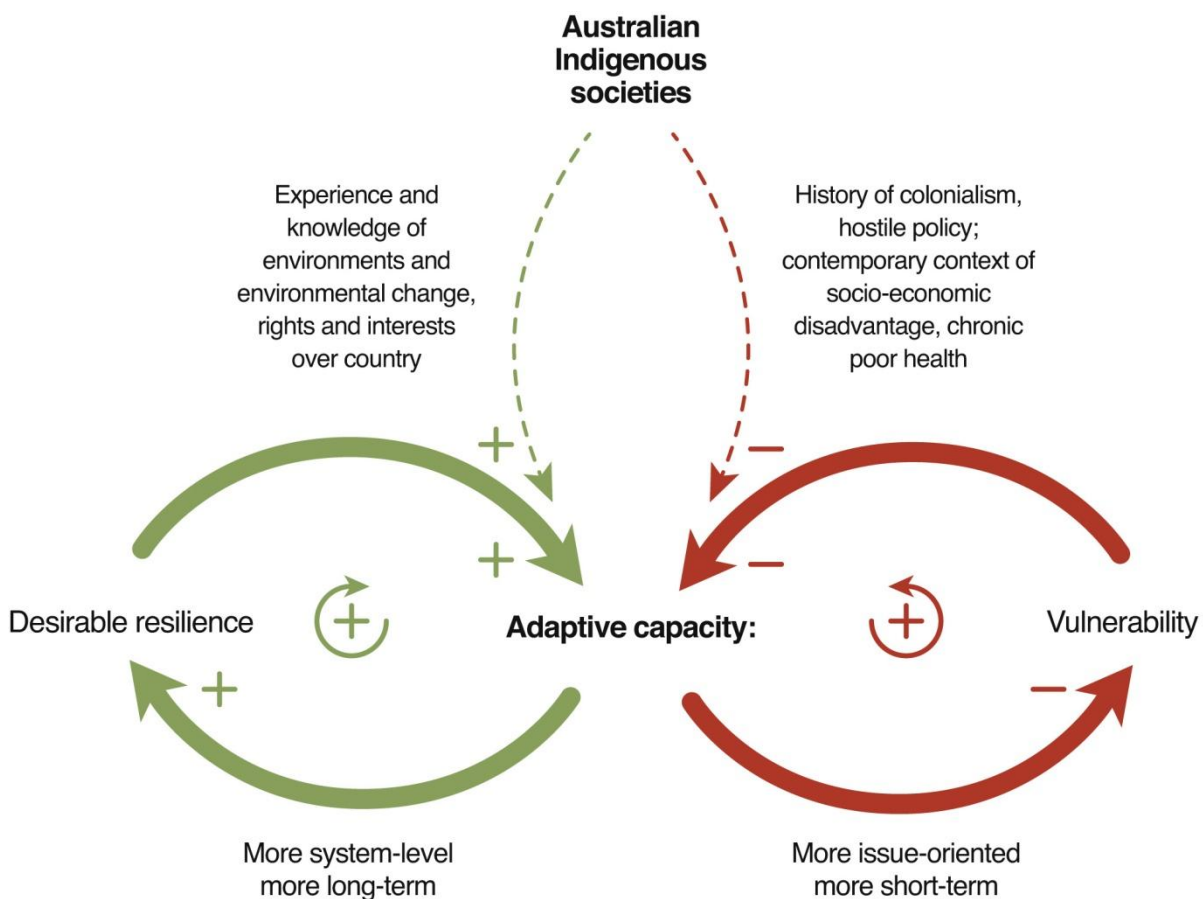 Australian
Indigenous
societies
Experience and
knowledge of
environments and
environmental change,
rights and interests
over country
History of colonialism,
hostile policy;
contemporary context of
socio-economic
disadvantage, chronic
poor health
+
−
+
−
Desirable resilience
+
Adaptive capacity:
+
Vulnerability
+
−
More system-level
more long-term
More issue-oriented
more short-term